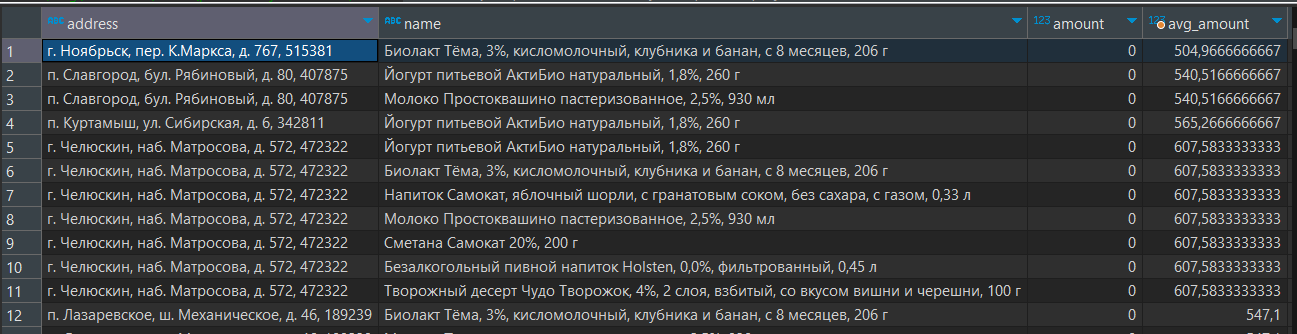 ABC address ABC name 123 amount 123 avg_amount
1 г. Ноябрьск, пер. К.Маркса, д. 767, 515381 Биолакт Тёма, 3%, кисломолочный, клубника и банан, с 8 месяцев, 206 г 0 504,9666666667
2 п. Славгород, бул. Рябиновый, д. 80, 407875 Йогурт питьевой АктиБио натуральный, 1,8%, 260 г 0 540,5166666667
3 п. Славгород, бул. Рябиновый, д. 80, 407875 Молоко Простоквашино пастеризованное, 2,5%, 930 мл 0 540,5166666667
4 п. Куртамыш, ул. Сибирская, д. 6, 342811 Йогурт питьевой АктиБио натуральный, 1,8%, 260 г 0 565,2666666667
5 г. Челюскин, наб. Матросова, д. 572, 472322 Йогурт питьевой АктиБио натуральный, 1,8%, 260 г 0 607,5833333333
6 г. Челюскин, наб. Матросова, д. 572, 472322 Биолакт Тёма, 3%, кисломолочный, клубника и банан, с 8 месяцев, 206 г 0 607,5833333333
7 г. Челюскин, наб. Матросова, д. 572, 472322 Напиток Самокат, яблочный шорли, с гранатовым соком, без сахара, с газом, 0,33 л 0 607,5833333333
8 г. Челюскин, наб. Матросова, д. 572, 472322 Молоко Простоквашино пастеризованное, 2,5%, 930 мл 0 607,5833333333
9 г. Челюскин, наб. Матросова, д. 572, 472322 Сметана Самокат 20%, 200 г 0 607,5833333333
10 г. Челюскин, наб. Матросова, д. 572, 472322 Безалкогольный пивной напиток Holsten, 0,0%, фильтрованный, 0,45 л 0 607,5833333333
11 г. Челюскин, наб. Матросова, д. 572, 472322 Творожный десерт Чудо Творожок, 4%, 2 слоя, взбитый, со вкусом вишни и черешни, 100 г 0 607,5833333333
12 п. Лазаревское, ш. Механическое, д. 46, 189239 Биолакт Тёма, 3%, кисломолочный, клубника и банан, с 8 месяцев, 206 г 0 547,1